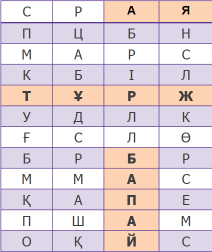 С Р А Я
П Ц Б Н
М А Р С
К Б І Л
Т Ұ Р Ж
У Д Л К
Ғ С Л Ө
Б Р Б Р
М М А С
Қ А П Е
П Ш А М
О Қ Й С